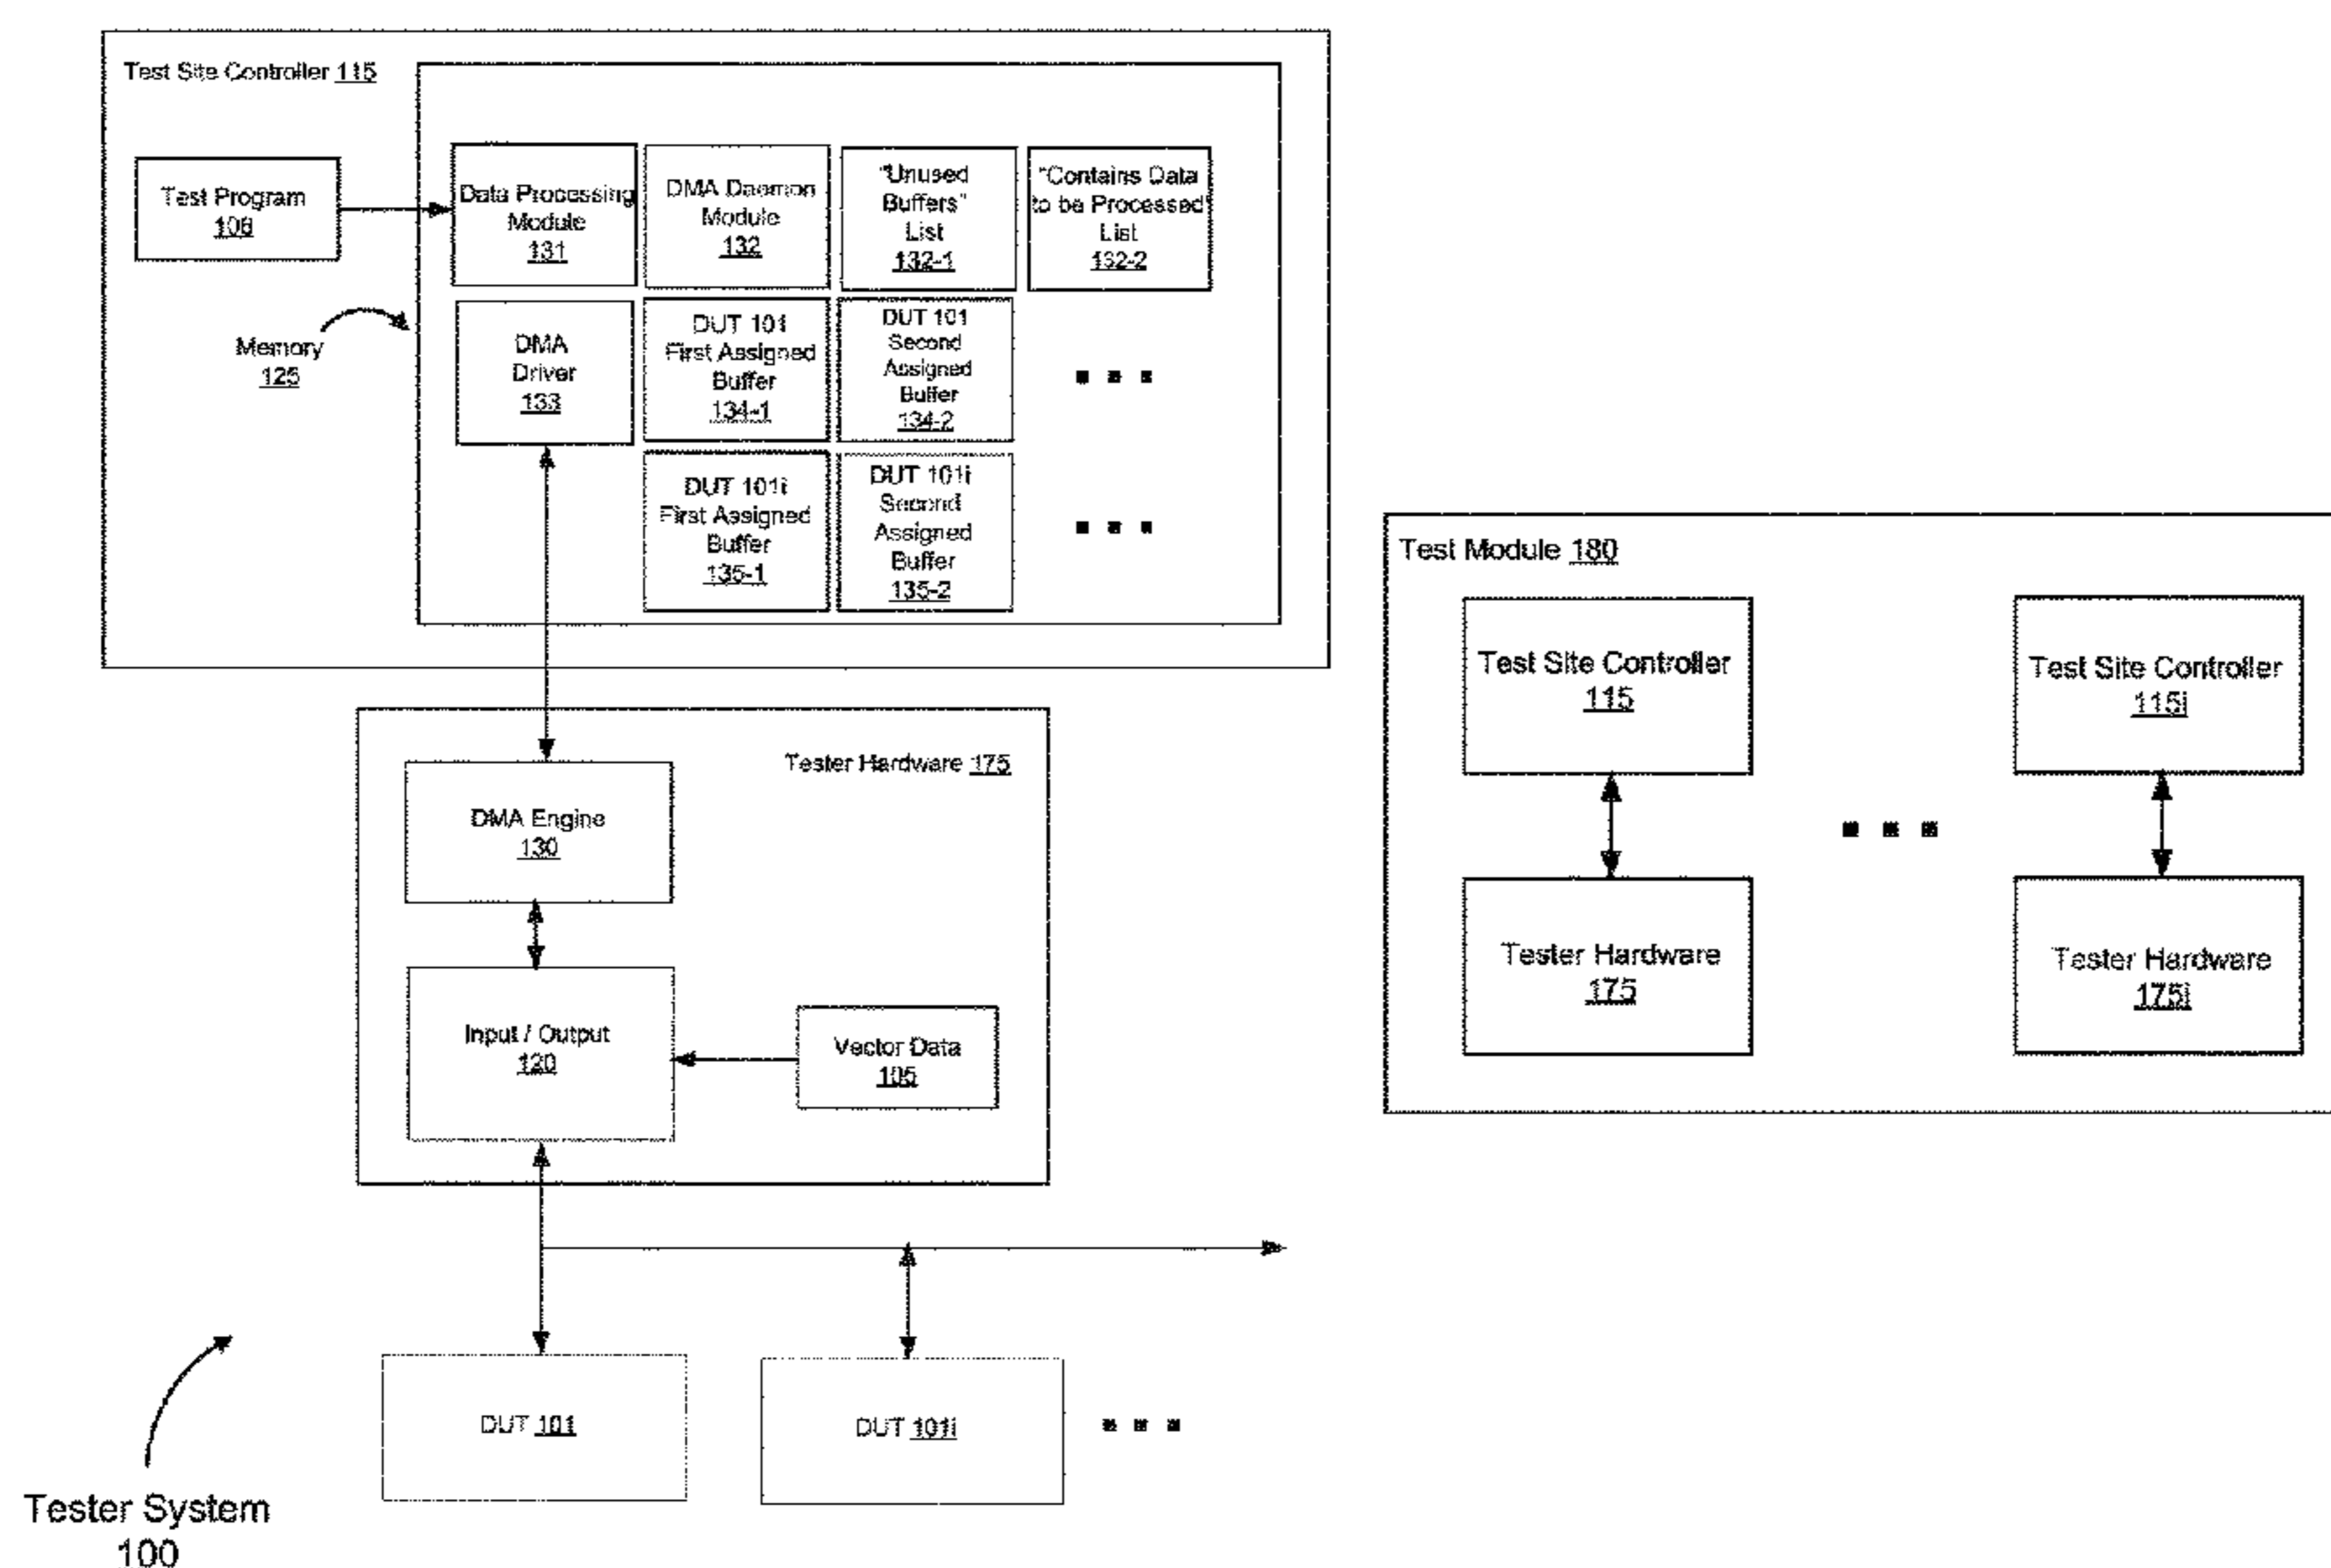 Test Site Controller 115
Test Program
106
Data Processing
Module
131
DMA Daemon
Module
132
"Unused
Buffers"
List
132-1
"Contains Data
to be Processed"
List
132-2
Memory
125
DMA
Driver
133
DUT 101
First Assigned
Buffer
134-1
DUT 101
Second
Assigned
Buffer
134-2
DUT 101i
First Assigned
Buffer
135-1
DUT 101i
Second
Assigned
Buffer
135-2
Tester Hardware 175
DMA Engine
130
Input / Output
120
Vector Data
105
DUT 101
DUT 101i
Tester System
100
Test Module 180
Test Site Controller
115
Test Site Controller
115i
Tester Hardware
175
Tester Hardware
175i